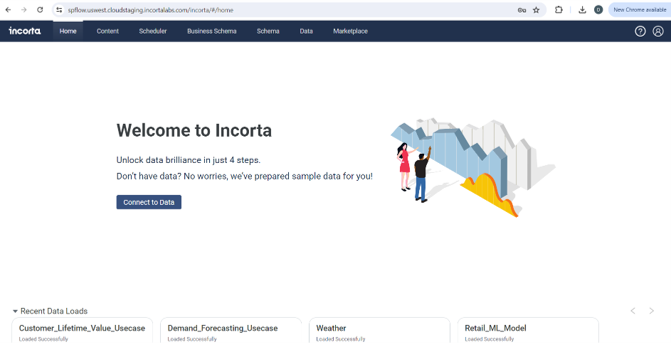 spflow.uswest.cloudstaging.incortalabs.com/incorta/#/home
D
New Chrome available
incorta
Home
Content
Scheduler
Business Schema
Schema
Data
Marketplace
?
Welcome to Incorta
Unlock data brilliance in just 4 steps.
Don't have data? No worries, we've prepared sample data for you!
Connect to Data
Recent Data Loads
Customer_Lifetime_Value_Usecase
Loaded Successfully
Demand_Forecasting_Usecase
Loaded Successfully
Weather
Loaded Successfully
Retail_ML_Model
Loaded Successfully